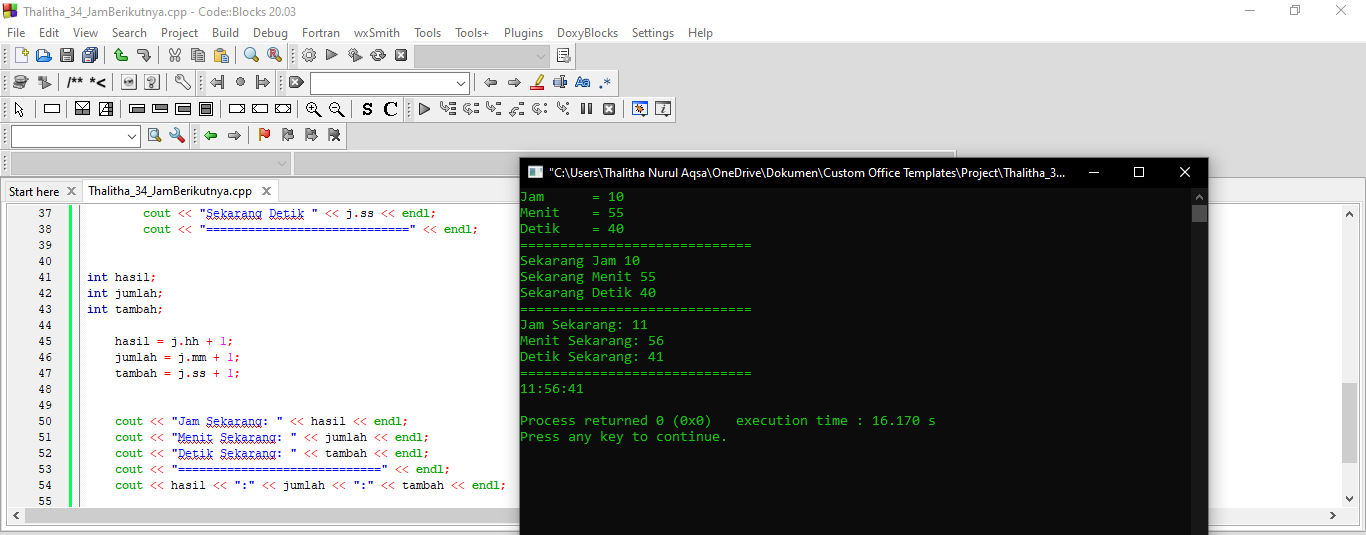 Thalitha_34_JamBerikutnya.cpp - Code::Blocks 20.03
File Edit View Search Project Build Debug Fortran wxSmith Tools Tools+ Plugins DoxyBlocks Settings Help
/** *<
Aa .*
S C
Start here Thalitha_34_JamBerikutnya.cpp
37 cout << "Sekarang Detik " << j.ss << endl;
38 cout << "=============================" << endl;
39
40
41 int hasil;
42 int jumlah;
43 int tambah;
44
45 hasil = j.hh + 1;
46 jumlah = j.mm + 1;
47 tambah = j.ss + 1;
48
49
50 cout << "Jam Sekarang: " << hasil << endl;
51 cout << "Menit Sekarang: " << jumlah << endl;
52 cout << "Detik Sekarang: " << tambah << endl;
53 cout << "=============================" << endl;
54 cout << hasil << ":" << jumlah << ":" << tambah << endl;
55
"C:\Users\Thalitha Nurul Aqsa\OneDrive\Dokumen\Custom Office Templates\Project\Thalitha_3...
Jam = 10
Menit = 55
Detik = 40
=============================
Sekarang Jam 10
Sekarang Menit 55
Sekarang Detik 40
=============================
Jam Sekarang: 11
Menit Sekarang: 56
Detik Sekarang: 41
=============================
11:56:41
Process returned 0 (0x0) execution time : 16.170 s
Press any key to continue.